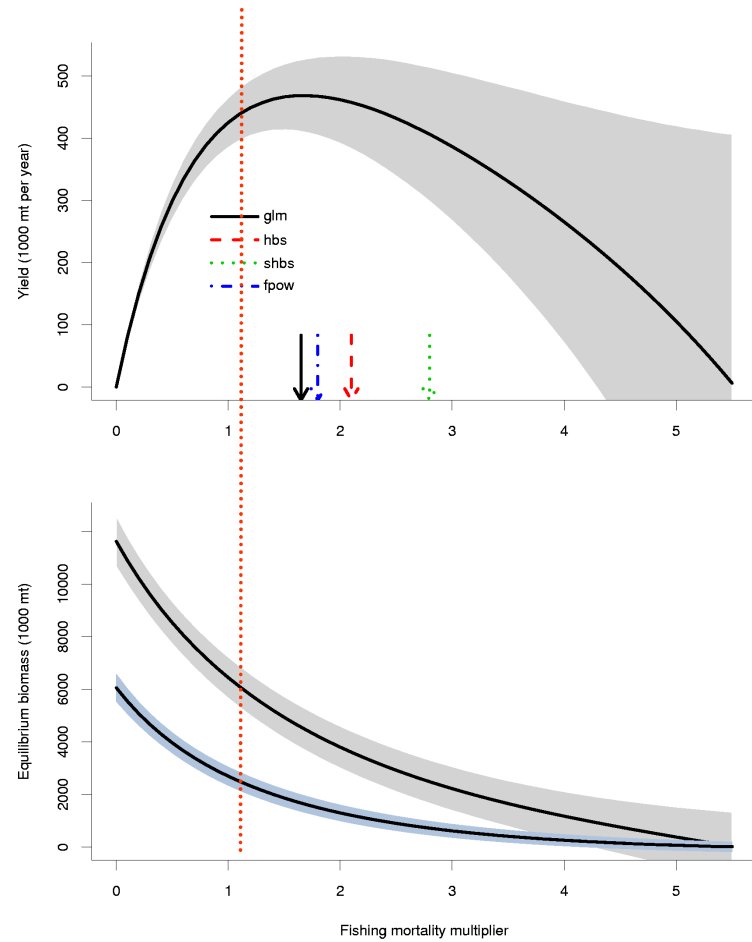 Yield (1000 mt per year)
500
400
300
200
100
0
glm
hbs
shbs
fpow
0 1 2 3 4 5
Equilibrium biomass (1000 mt)
10000
8000
6000
4000
2000
0
0 1 2 3 4 5
Fishing mortality multiplier